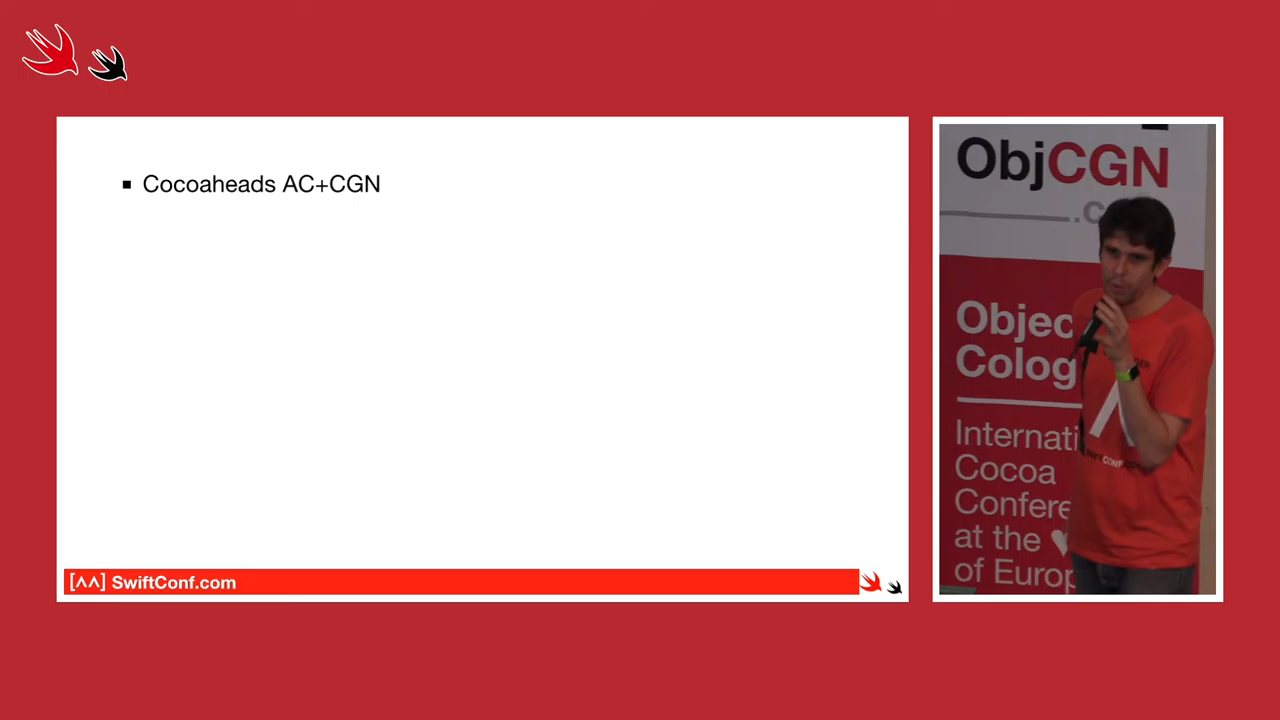 Cocoaheads AC+CGN
[^^] SwiftConf.com
ObjCGN
.c
Objec
Colog
Internati
Cocoa
Confere
at the ♥
of Europ